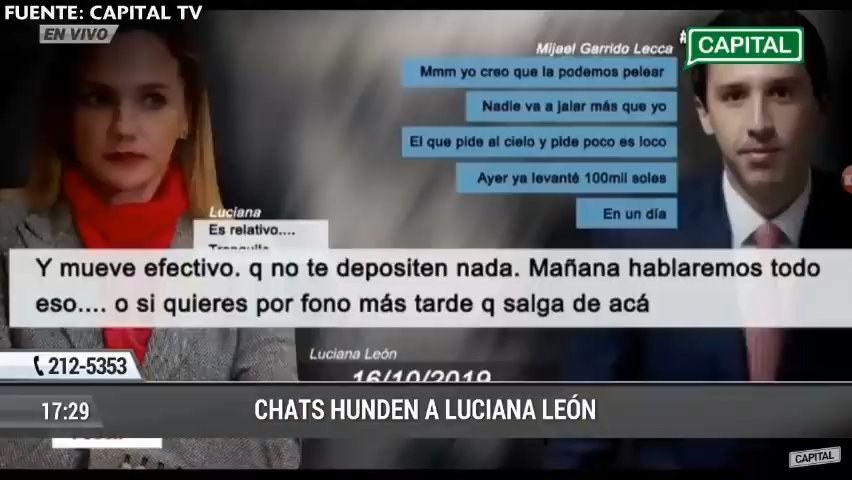 FUENTE: CAPITAL TV
EN VIVO
CAPITAL
Mijael Garrido Lecca
Mmm yo creo que la podemos pelear
Nadie va a jalar más que yo
El que pide al cielo y pide poco es loco
Ayer ya levanté 100mil soles
En un día
Luciana
Es relativo....
Tranquilo
Y mueve efectivo. q no te depositen nada. Mañana hablaremos todo
eso.... o si quieres por fono más tarde q salga de acá
Luciana León
16/10/2019
212-5353
17:29
CHATS HUNDEN A LUCIANA LEÓN
CAPITAL